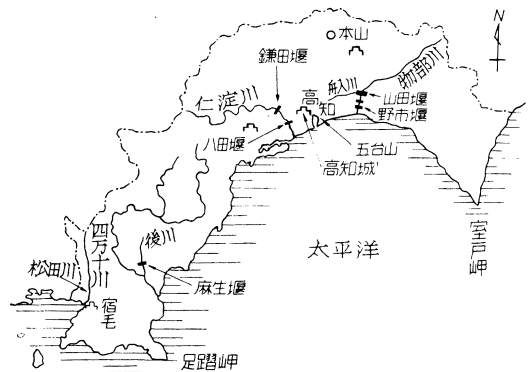 N
本山
鎌田堰
物部川
舟入川
仁淀川
高知
山田堰
野市堰
八田堰
五台山
高知城
室戸岬
太平洋
四万十川
後川
松田川
麻生堰
宿毛
足摺岬